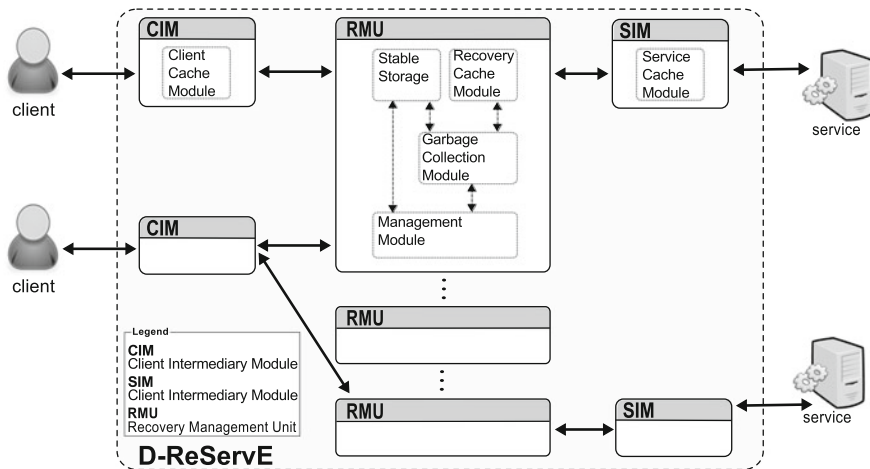 CIM
Client
Cache
Module
client
RMU
Stable
Storage
Recovery
Cache
Module
Garbage
Collection
Module
Management
Module
SIM
Service
Cache
Module
service
CIM
client
RMU
RMU
SIM
service
Legend
CIM
Client Intermediary Module
SIM
Client Intermediary Module
RMU
Recovery Management Unit
D-ReServE